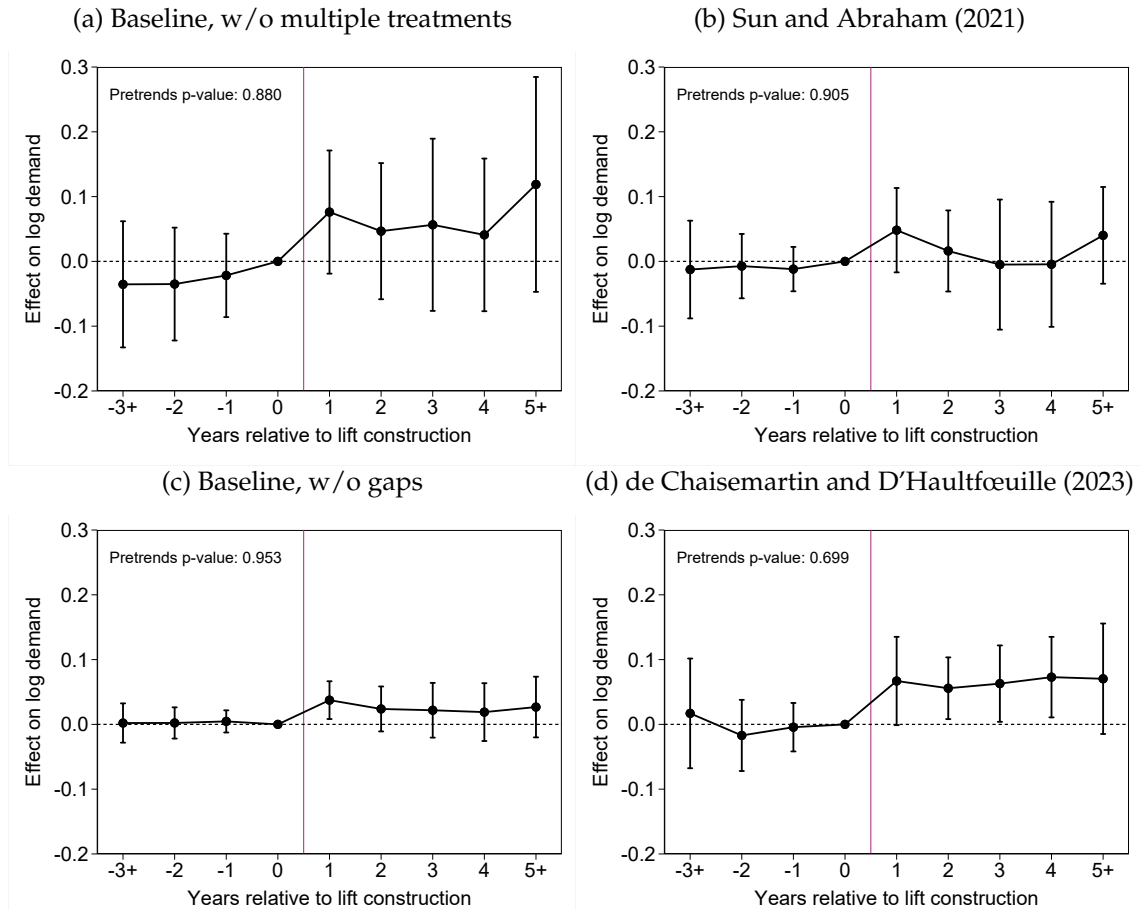 (a) Baseline, w/o multiple treatments
Pretrends p-value: 0.880
Effect on log demand
0.3
0.2
0.1
0.0
-0.1
-0.2
-3+ -2 -1 0 1 2 3 4 5+
Years relative to lift construction
(b) Sun and Abraham (2021)
Pretrends p-value: 0.905
Effect on log demand
0.3
0.2
0.1
0.0
-0.1
-0.2
-3+ -2 -1 0 1 2 3 4 5+
Years relative to lift construction
(c) Baseline, w/o gaps
Pretrends p-value: 0.953
Effect on log demand
0.3
0.2
0.1
0.0
-0.1
-0.2
-3+ -2 -1 0 1 2 3 4 5+
Years relative to lift construction
(d) de Chaisemartin and D’Haultfœuille (2023)
Pretrends p-value: 0.699
Effect on log demand
0.3
0.2
0.1
0.0
-0.1
-0.2
-3+ -2 -1 0 1 2 3 4 5+
Years relative to lift construction